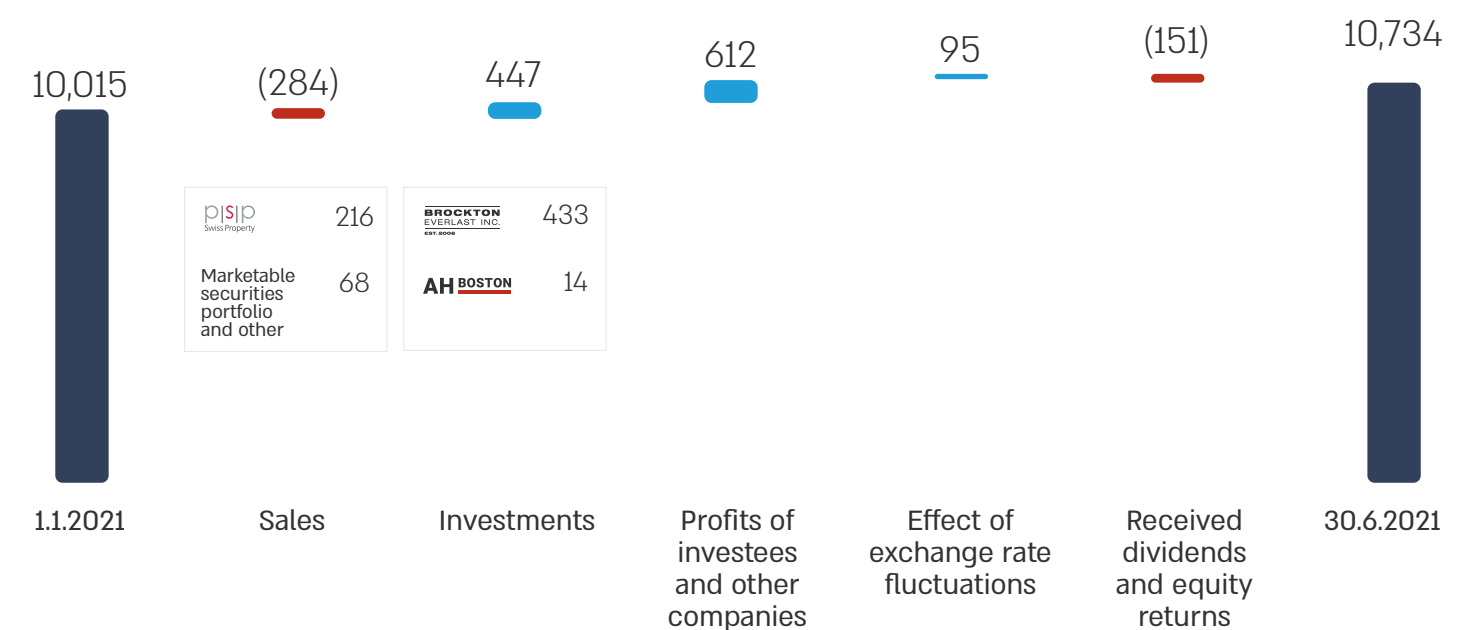 10,015
(284)
447
612
95
(151)
10,734
p|s|p
Swiss Property
216
Marketable
securities
portfolio
and other
68
BROCKTON
EVERLAST INC.
EST.2006
433
AH BOSTON
14
1.1.2021
Sales
Investments
Profits of
investees
and other
companies
Effect of
exchange rate
fluctuations
Received
dividends
and equity
returns
30.6.2021